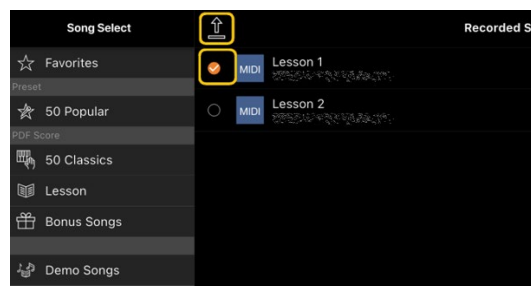 Song Select
Recorded S
Favorites
Preset
50 Popular
PDF Score
50 Classics
Lesson
Bonus Songs
Demo Songs
MIDI
Lesson 1
MIDI
Lesson 2